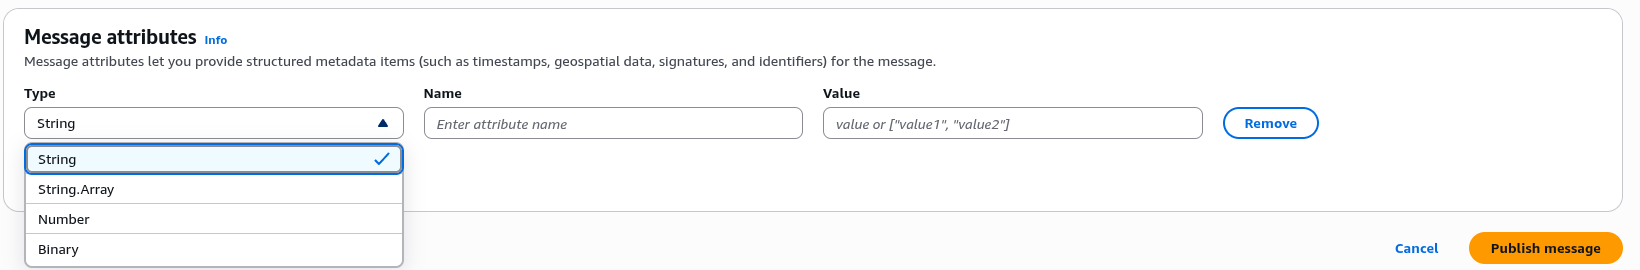 Message attributes Info
Message attributes let you provide structured metadata items (such as timestamps, geospatial data, signatures, and identifiers) for the message.
Type Name Value
String Enter attribute name value or ["value1", "value2"] Remove
String
String.Array
Number
Binary
Cancel Publish message